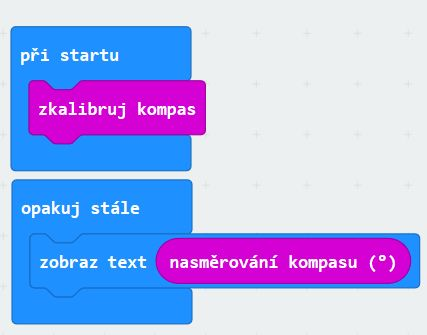 při startu
zkalibruj kompas
opakuj stále
zobraz text nasměrování kompasu (°)